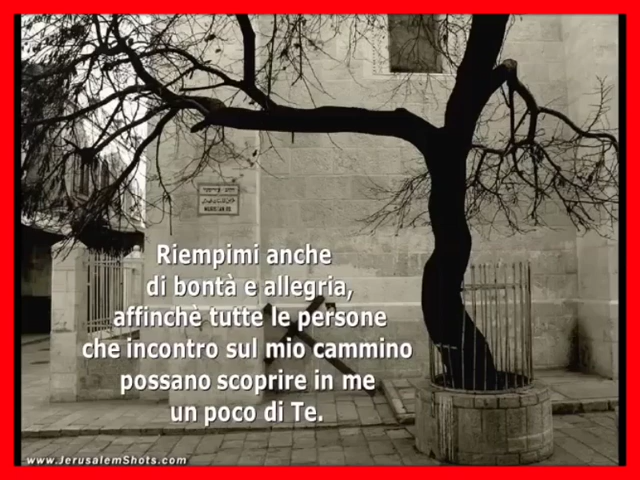 Riempimi anche
di bontà e allegria,
affinchè tutte le persone
che incontro sul mio cammino
possano scoprire in me
un poco di Te.
www.JerusalemShots.com